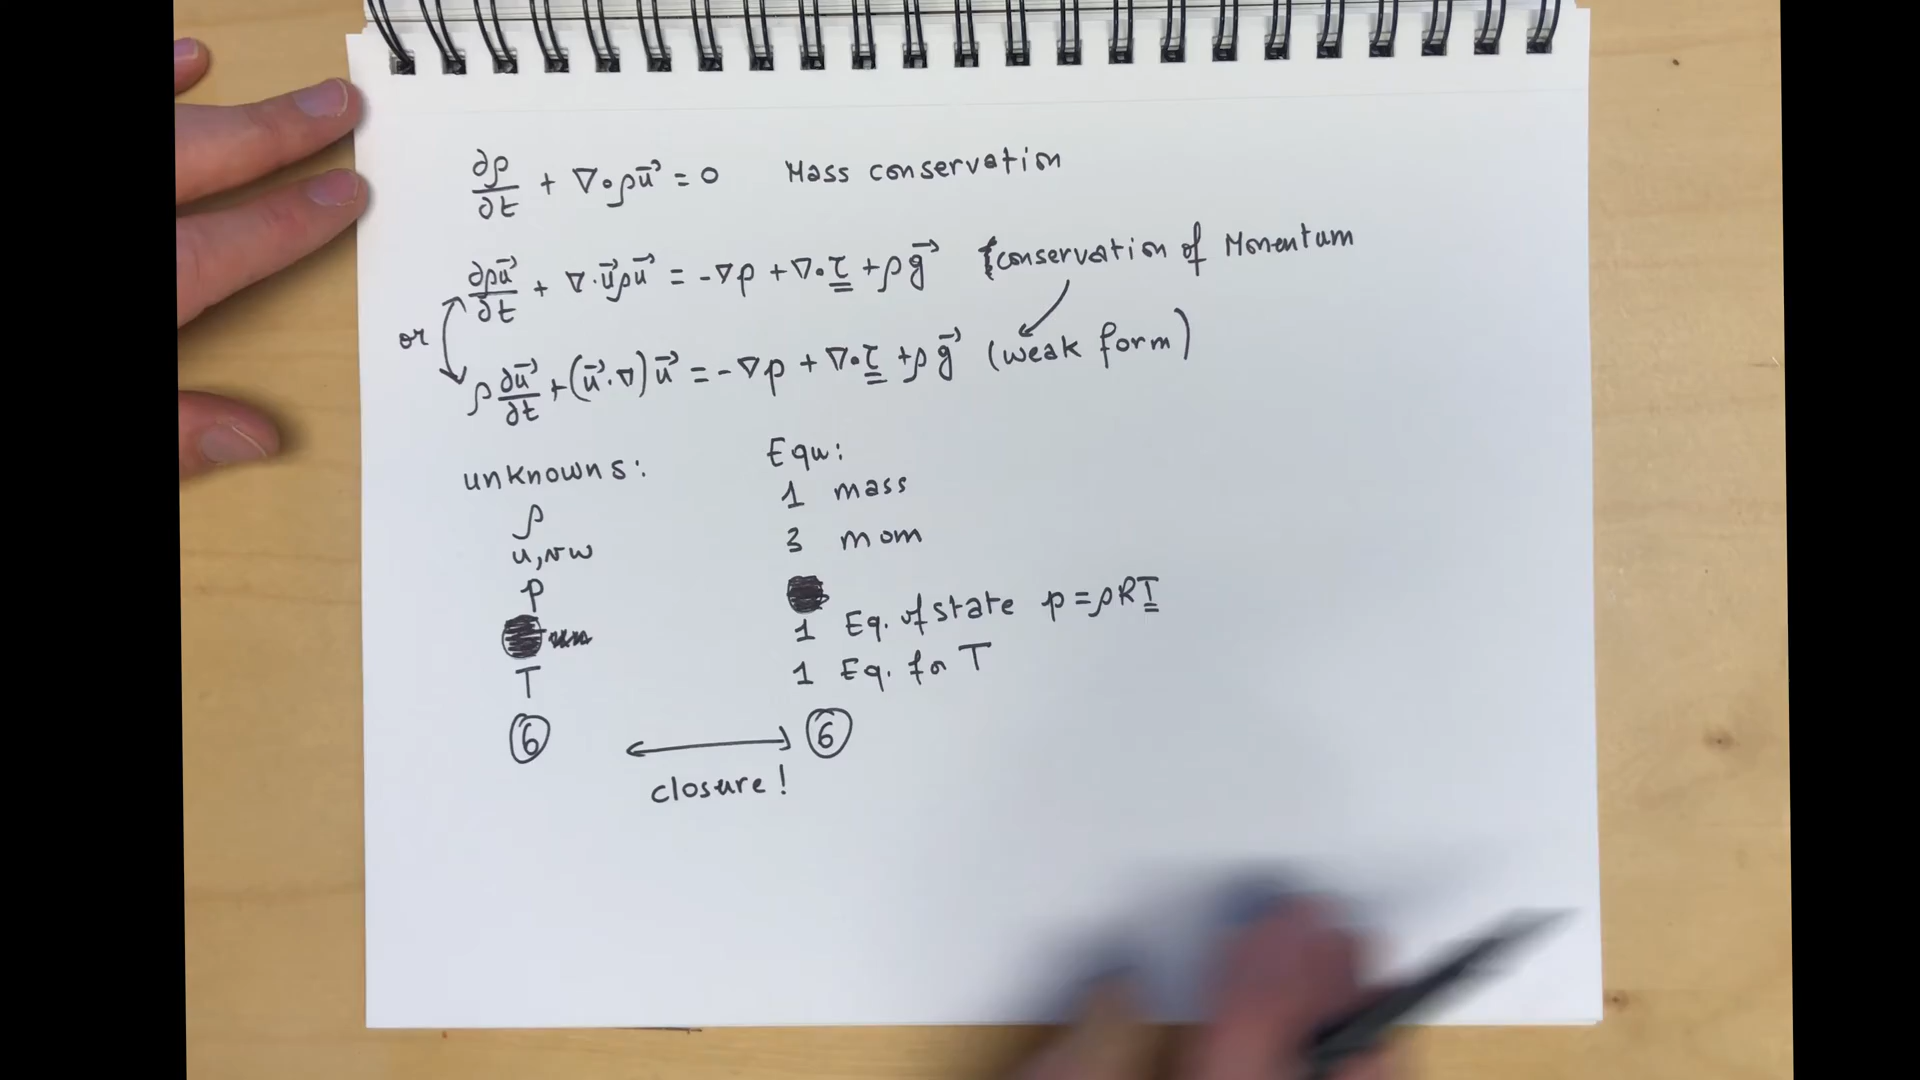 ∂ρ/∂t + ∇∘ρu⃗ = 0 Mass conservation
∂ρu⃗/∂t + ∇·u⃗ρu⃗ = -∇p + ∇·τ + ρg⃗ conservation of Momentum
or
ρ ∂u⃗/∂t + (u⃗·∇)u⃗ = -∇p + ∇·τ + ρg⃗ (weak form)
unknowns:
ρ
u,v w
p
T
6
Equ:
1 mass
3 mom
1 Eq. of state p = ρRT
1 Eq. for T
6
closure!